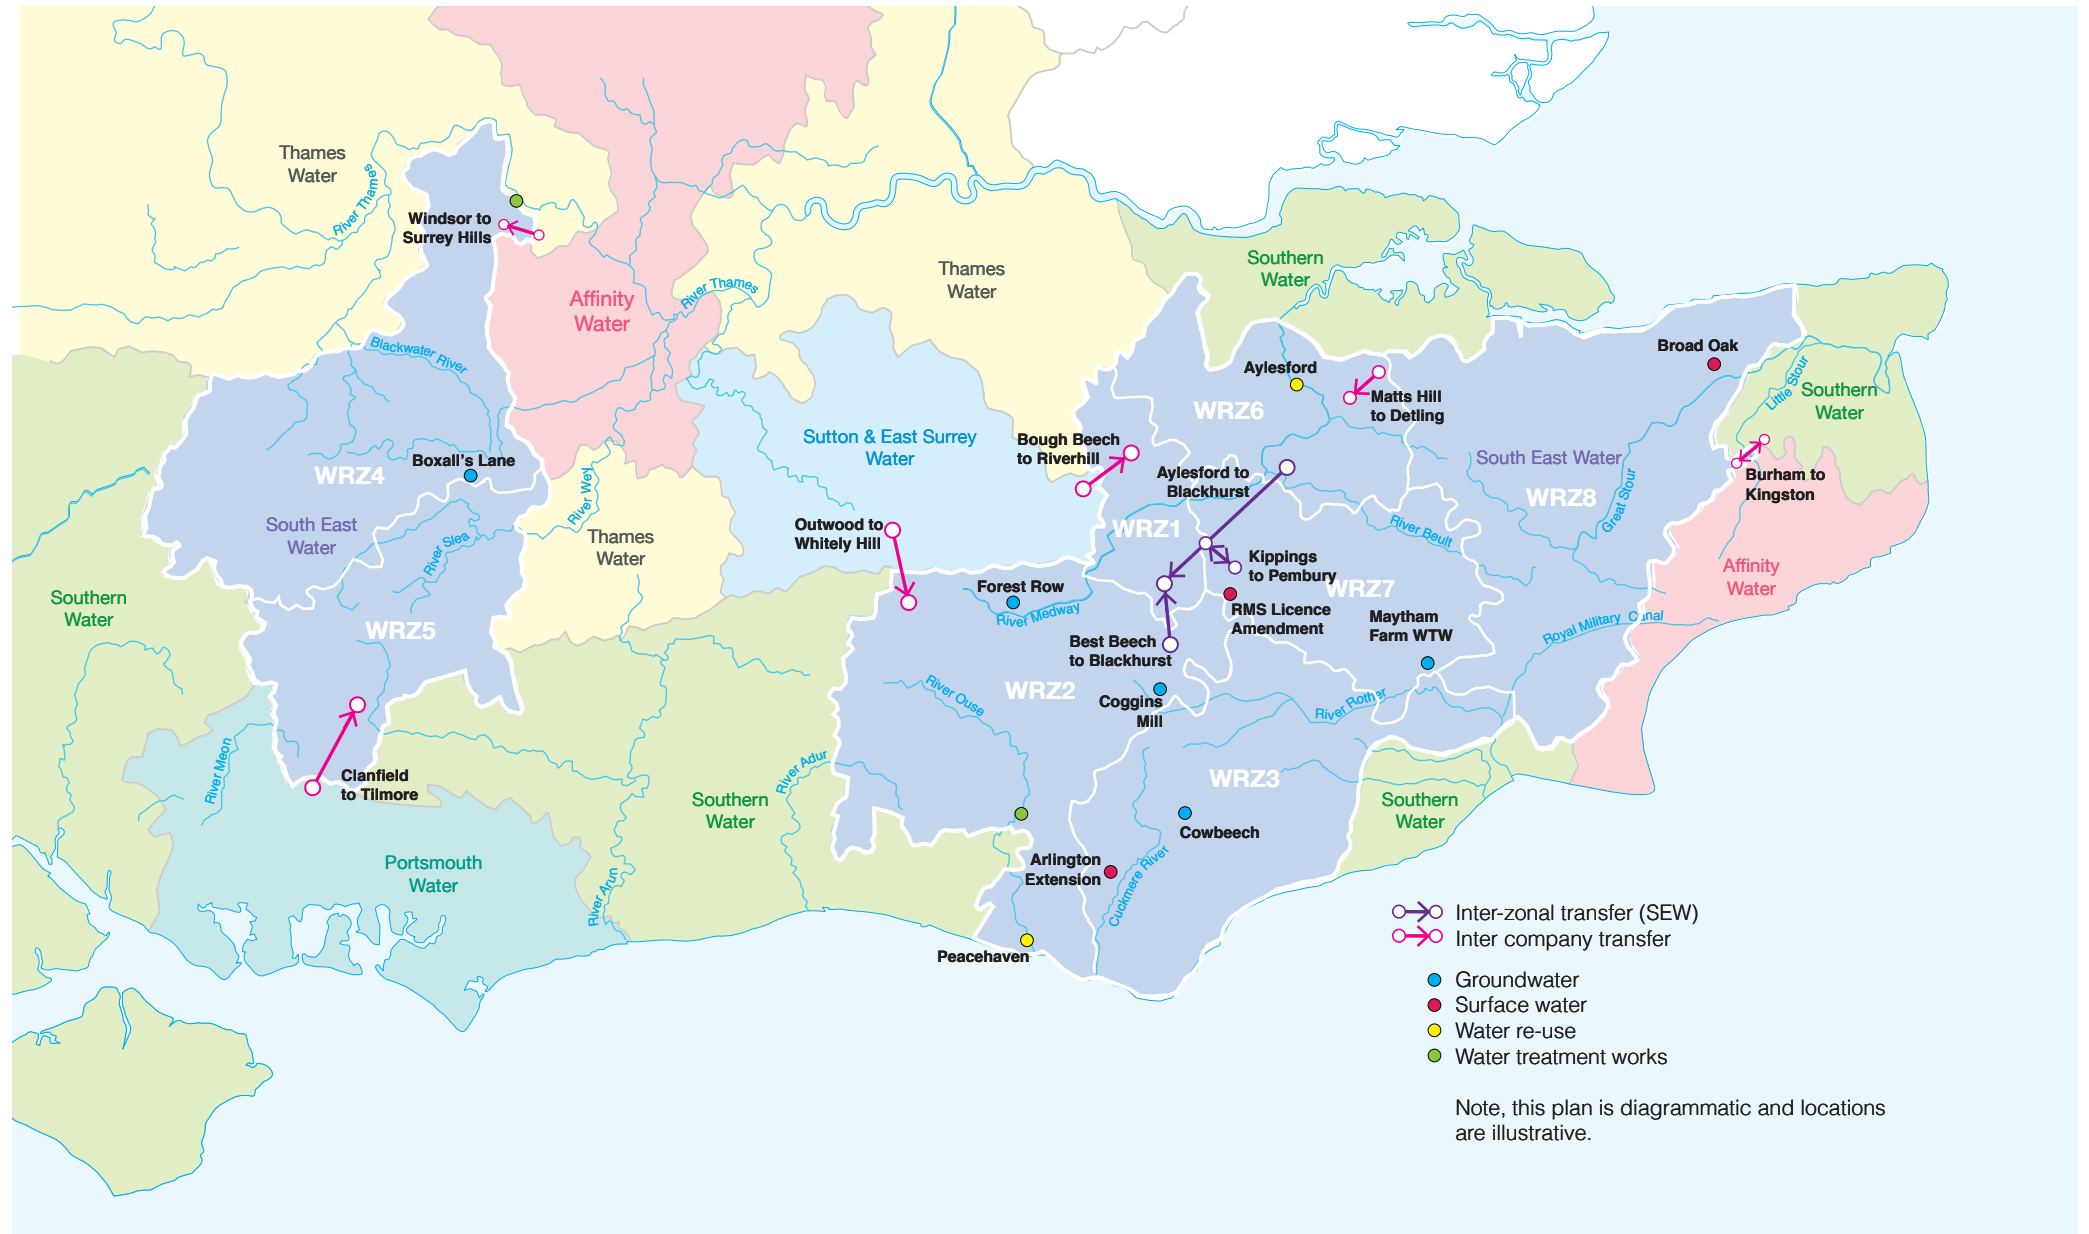 Thames
Water
River Thames
Windsor to
Surrey Hills
Affinity
Water
River Thames
Thames
Water
Southern
Water
Blackwater River
Broad Oak
Little Stour
Southern
Water
Aylesford
Matts Hill
to Detling
WRZ6
Sutton & East Surrey
Water
Bough Beech
to Riverhill
Boxall's Lane
WRZ4
South East
Water
River Wey
River Slea
Thames
Water
Outwood to
Whitely Hill
Aylesford to
Blackhurst
WRZ1
South East Water
WRZ8
Great Stour
Burham to
Kingston
River Beult
Kippings
to Pembury
WRZ7
Affinity
Water
Southern
Water
WRZ5
Forest Row
River Medway
RMS Licence
Amendment
Maytham
Farm WTW
Royal Military Canal
Best Beech
to Blackhurst
WRZ2
River Ouse
Coggins
Mill
River Rother
River Meon
Clanfield
to Tilmore
River Adur
Southern
Water
WRZ3
Southern
Water
Cowbeech
Portsmouth
Water
River Arun
Arlington
Extension
Cuckmere River
Peacehaven
Inter-zonal transfer (SEW)
Inter company transfer
Groundwater
Surface water
Water re-use
Water treatment works
Note, this plan is diagrammatic and locations
are illustrative.